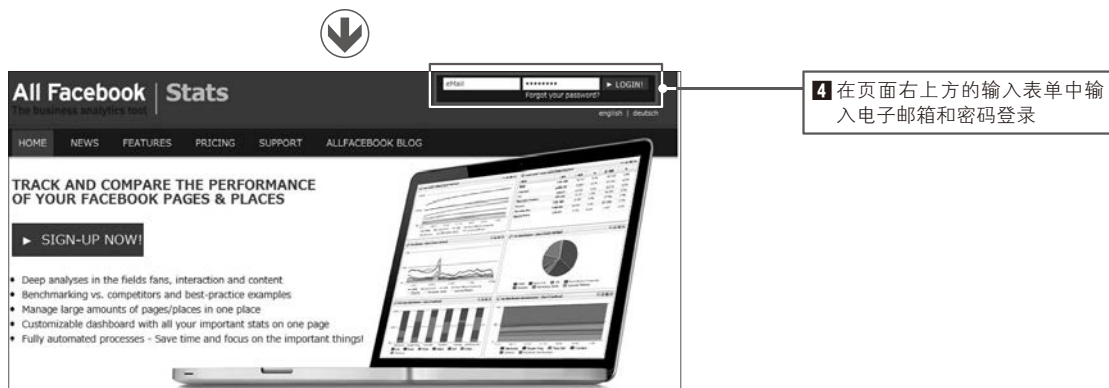 eMail
LOGIN!
Forgot your password?
All Facebook | Stats
The business analytics tool
english | deutsch
HOME NEWS FEATURES PRICING SUPPORT ALLFACEBOOK BLOG
TRACK AND COMPARE THE PERFORMANCE
OF YOUR FACEBOOK PAGES & PLACES
SIGN-UP NOW!
• Deep analyses in the fields fans, interaction and content
• Benchmarking vs. competitors and best-practice examples
• Manage large amounts of pages/places in one place
• Customizable dashboard with all your important stats on one page
• Fully automated processes - Save time and focus on the important things!
4 在页面右上方的输入表单中输
入电子邮箱和密码登录